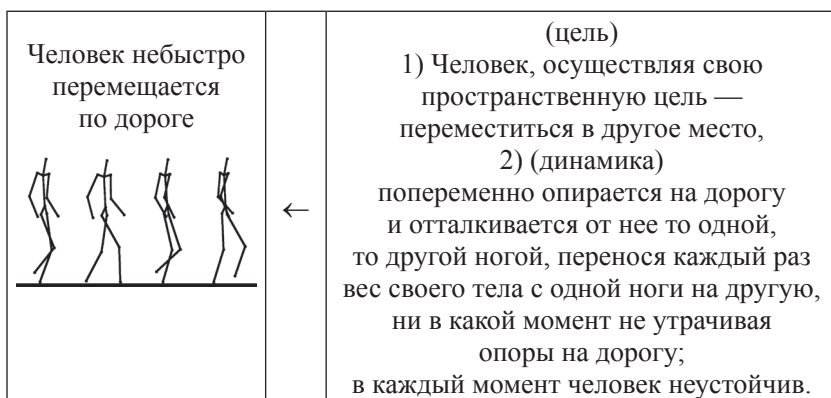 Человек небыстро
перемещается
по дороге
←
(цель)
1) Человек, осуществляя свою
пространственную цель —
переместиться в другое место,
2) (динамика)
попеременно опирается на дорогу
и отталкивается от нее то одной,
то другой ногой, перенося каждый раз
вес своего тела с одной ноги на другую,
ни в какой момент не утрачивая
опоры на дорогу;
в каждый момент человек неустойчив.